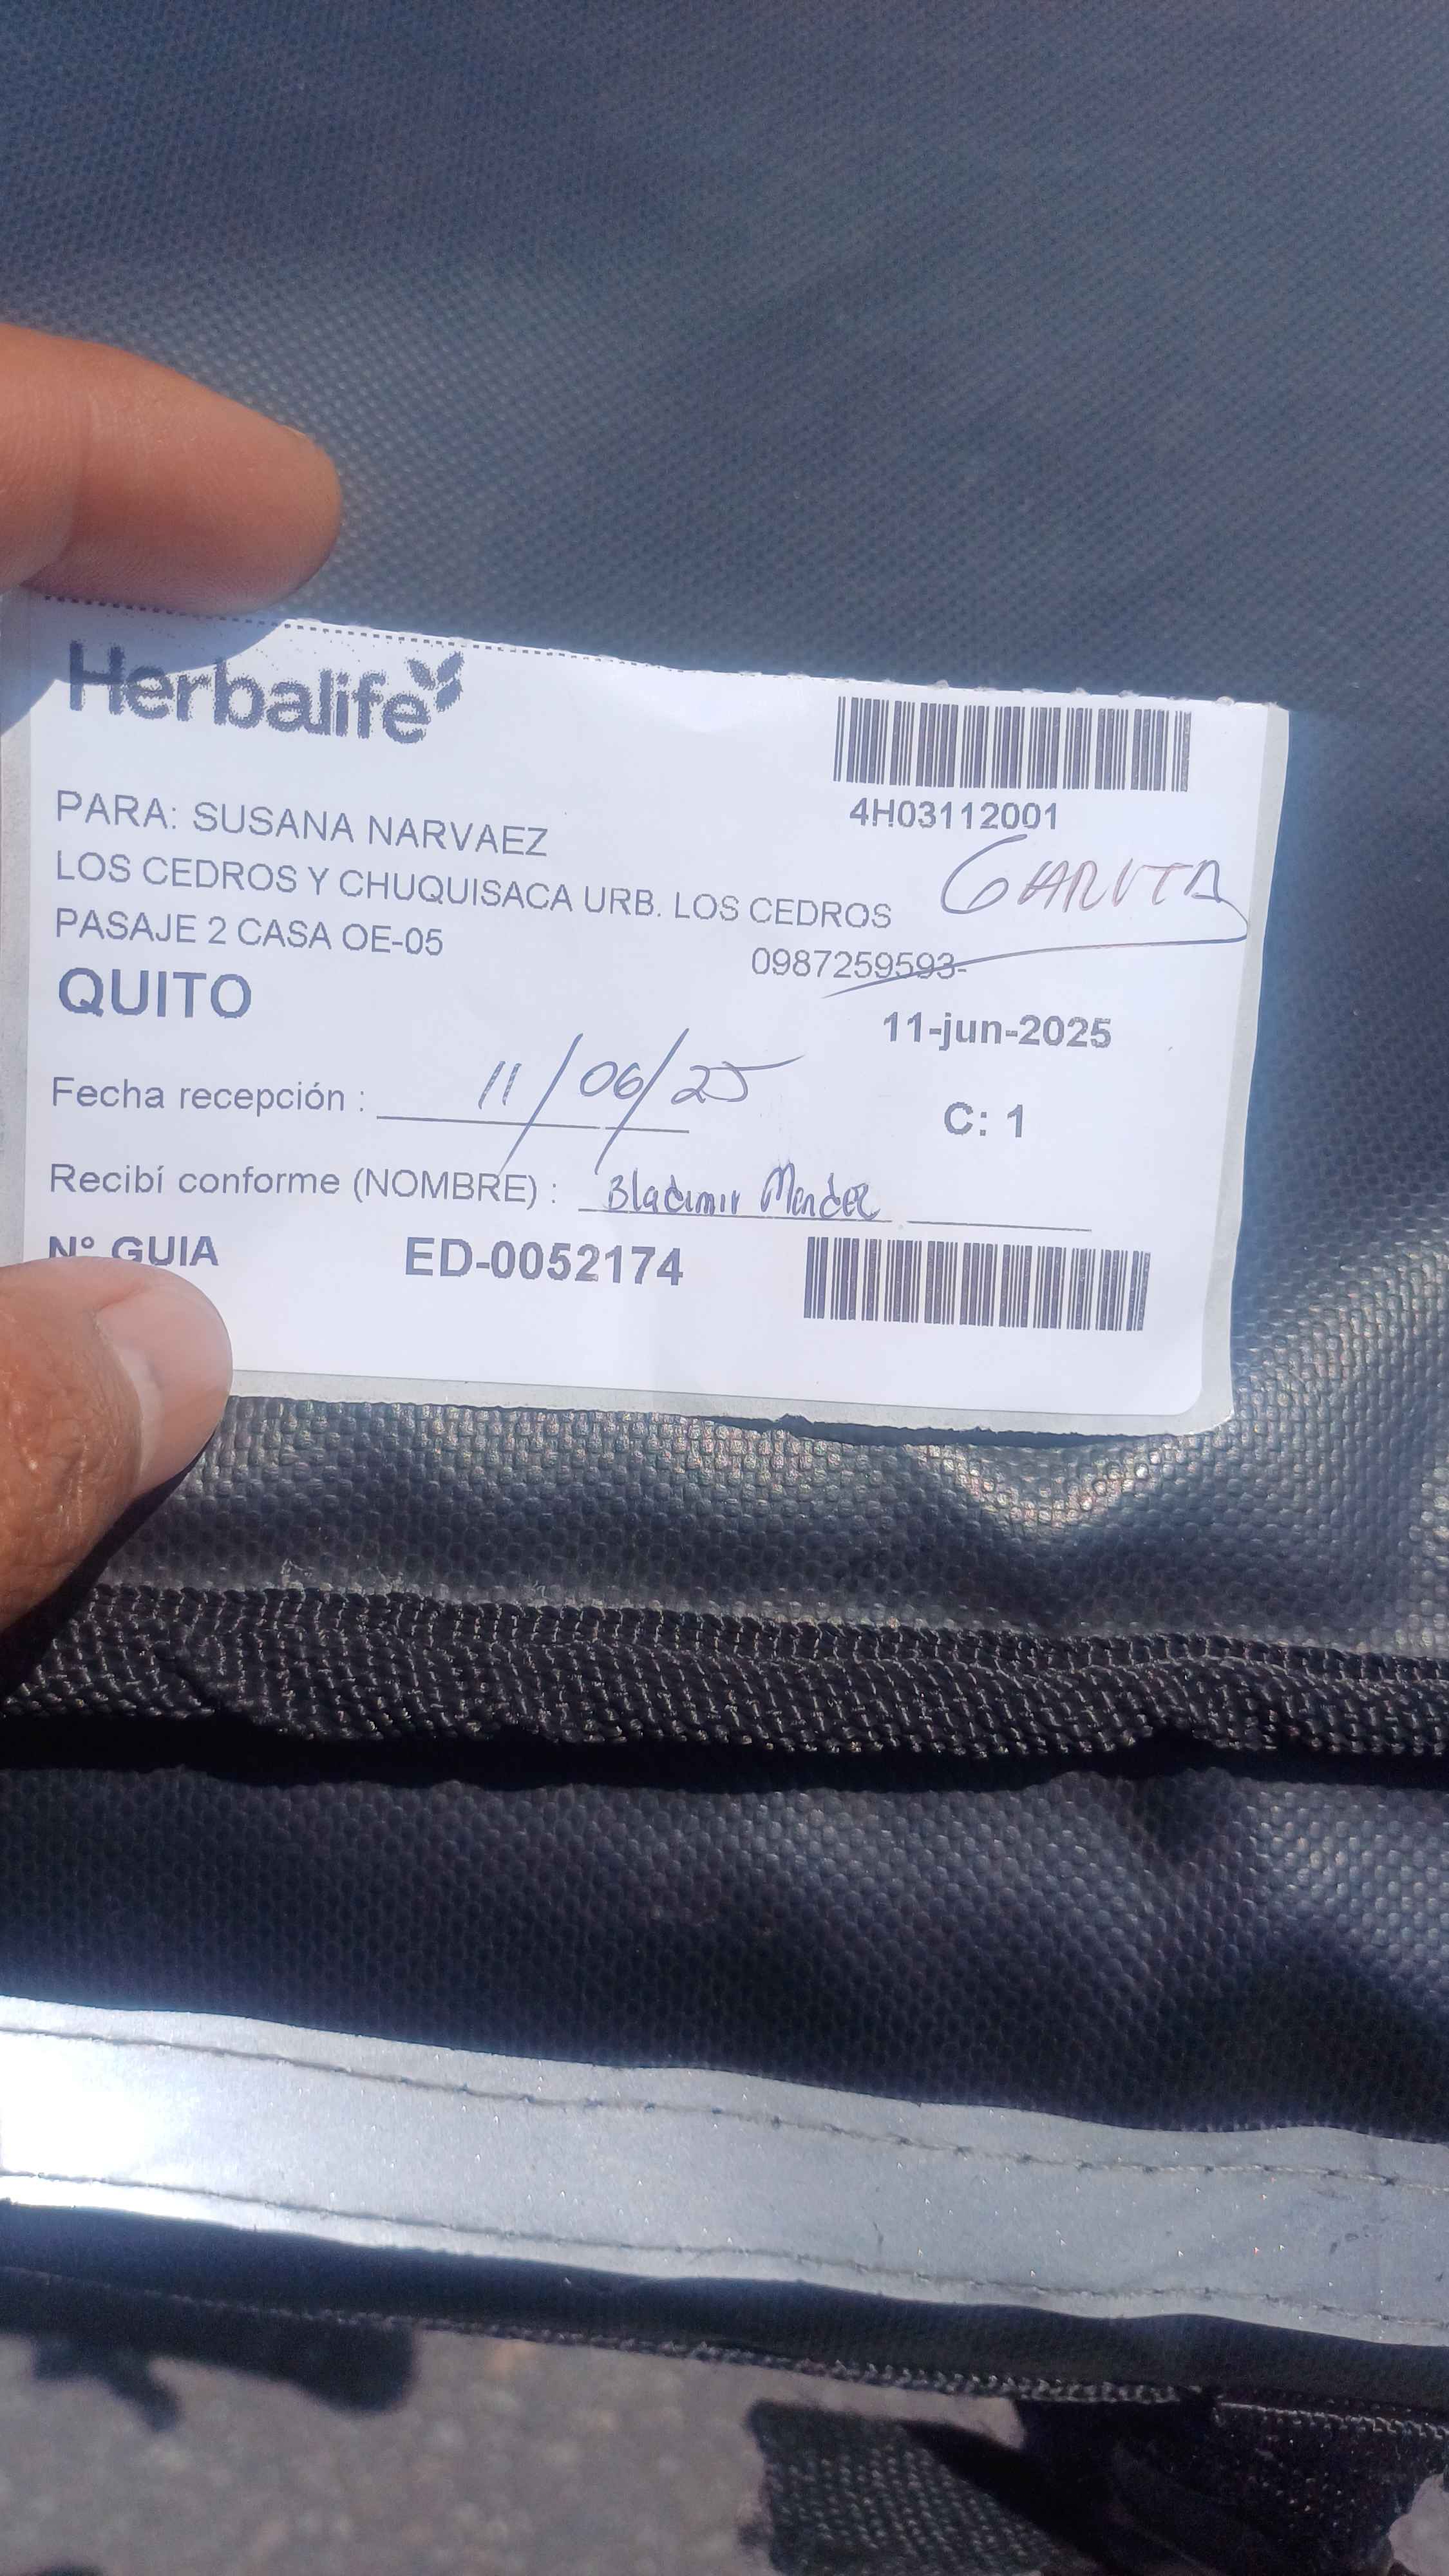 Herbalife
4H03112001
PARA: SUSANA NARVAEZ
GARITA
LOS CEDROS Y CHUQUISACA URB. LOS CEDROS
PASAJE 2 CASA OE-05
0987259593-
QUITO
11-jun-2025
Fecha recepción : 11/06/25
C: 1
Recibí conforme (NOMBRE) : Bladimir Mendez
N° GUIA ED-0052174